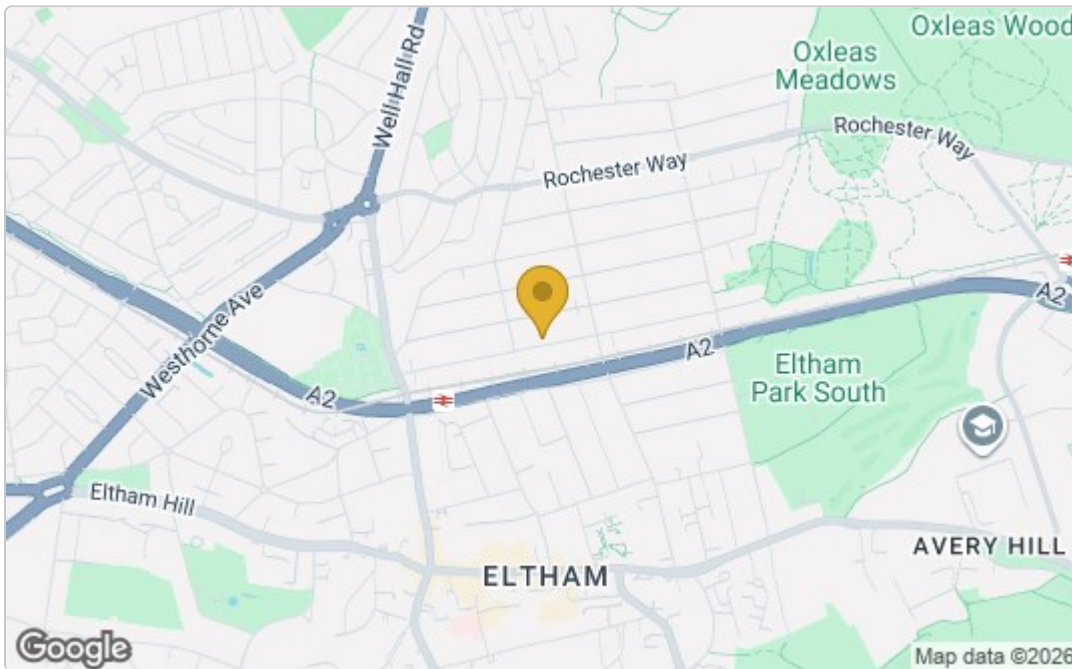 Oxleas Wood
Oxleas
Meadows
Well Hall Rd
Rochester Way
Rochester Way
Westhorne Ave
A2
A2
A2
Eltham
Park South
Eltham Hill
ELTHAM
AVERY HILL
Google
Map data ©2026